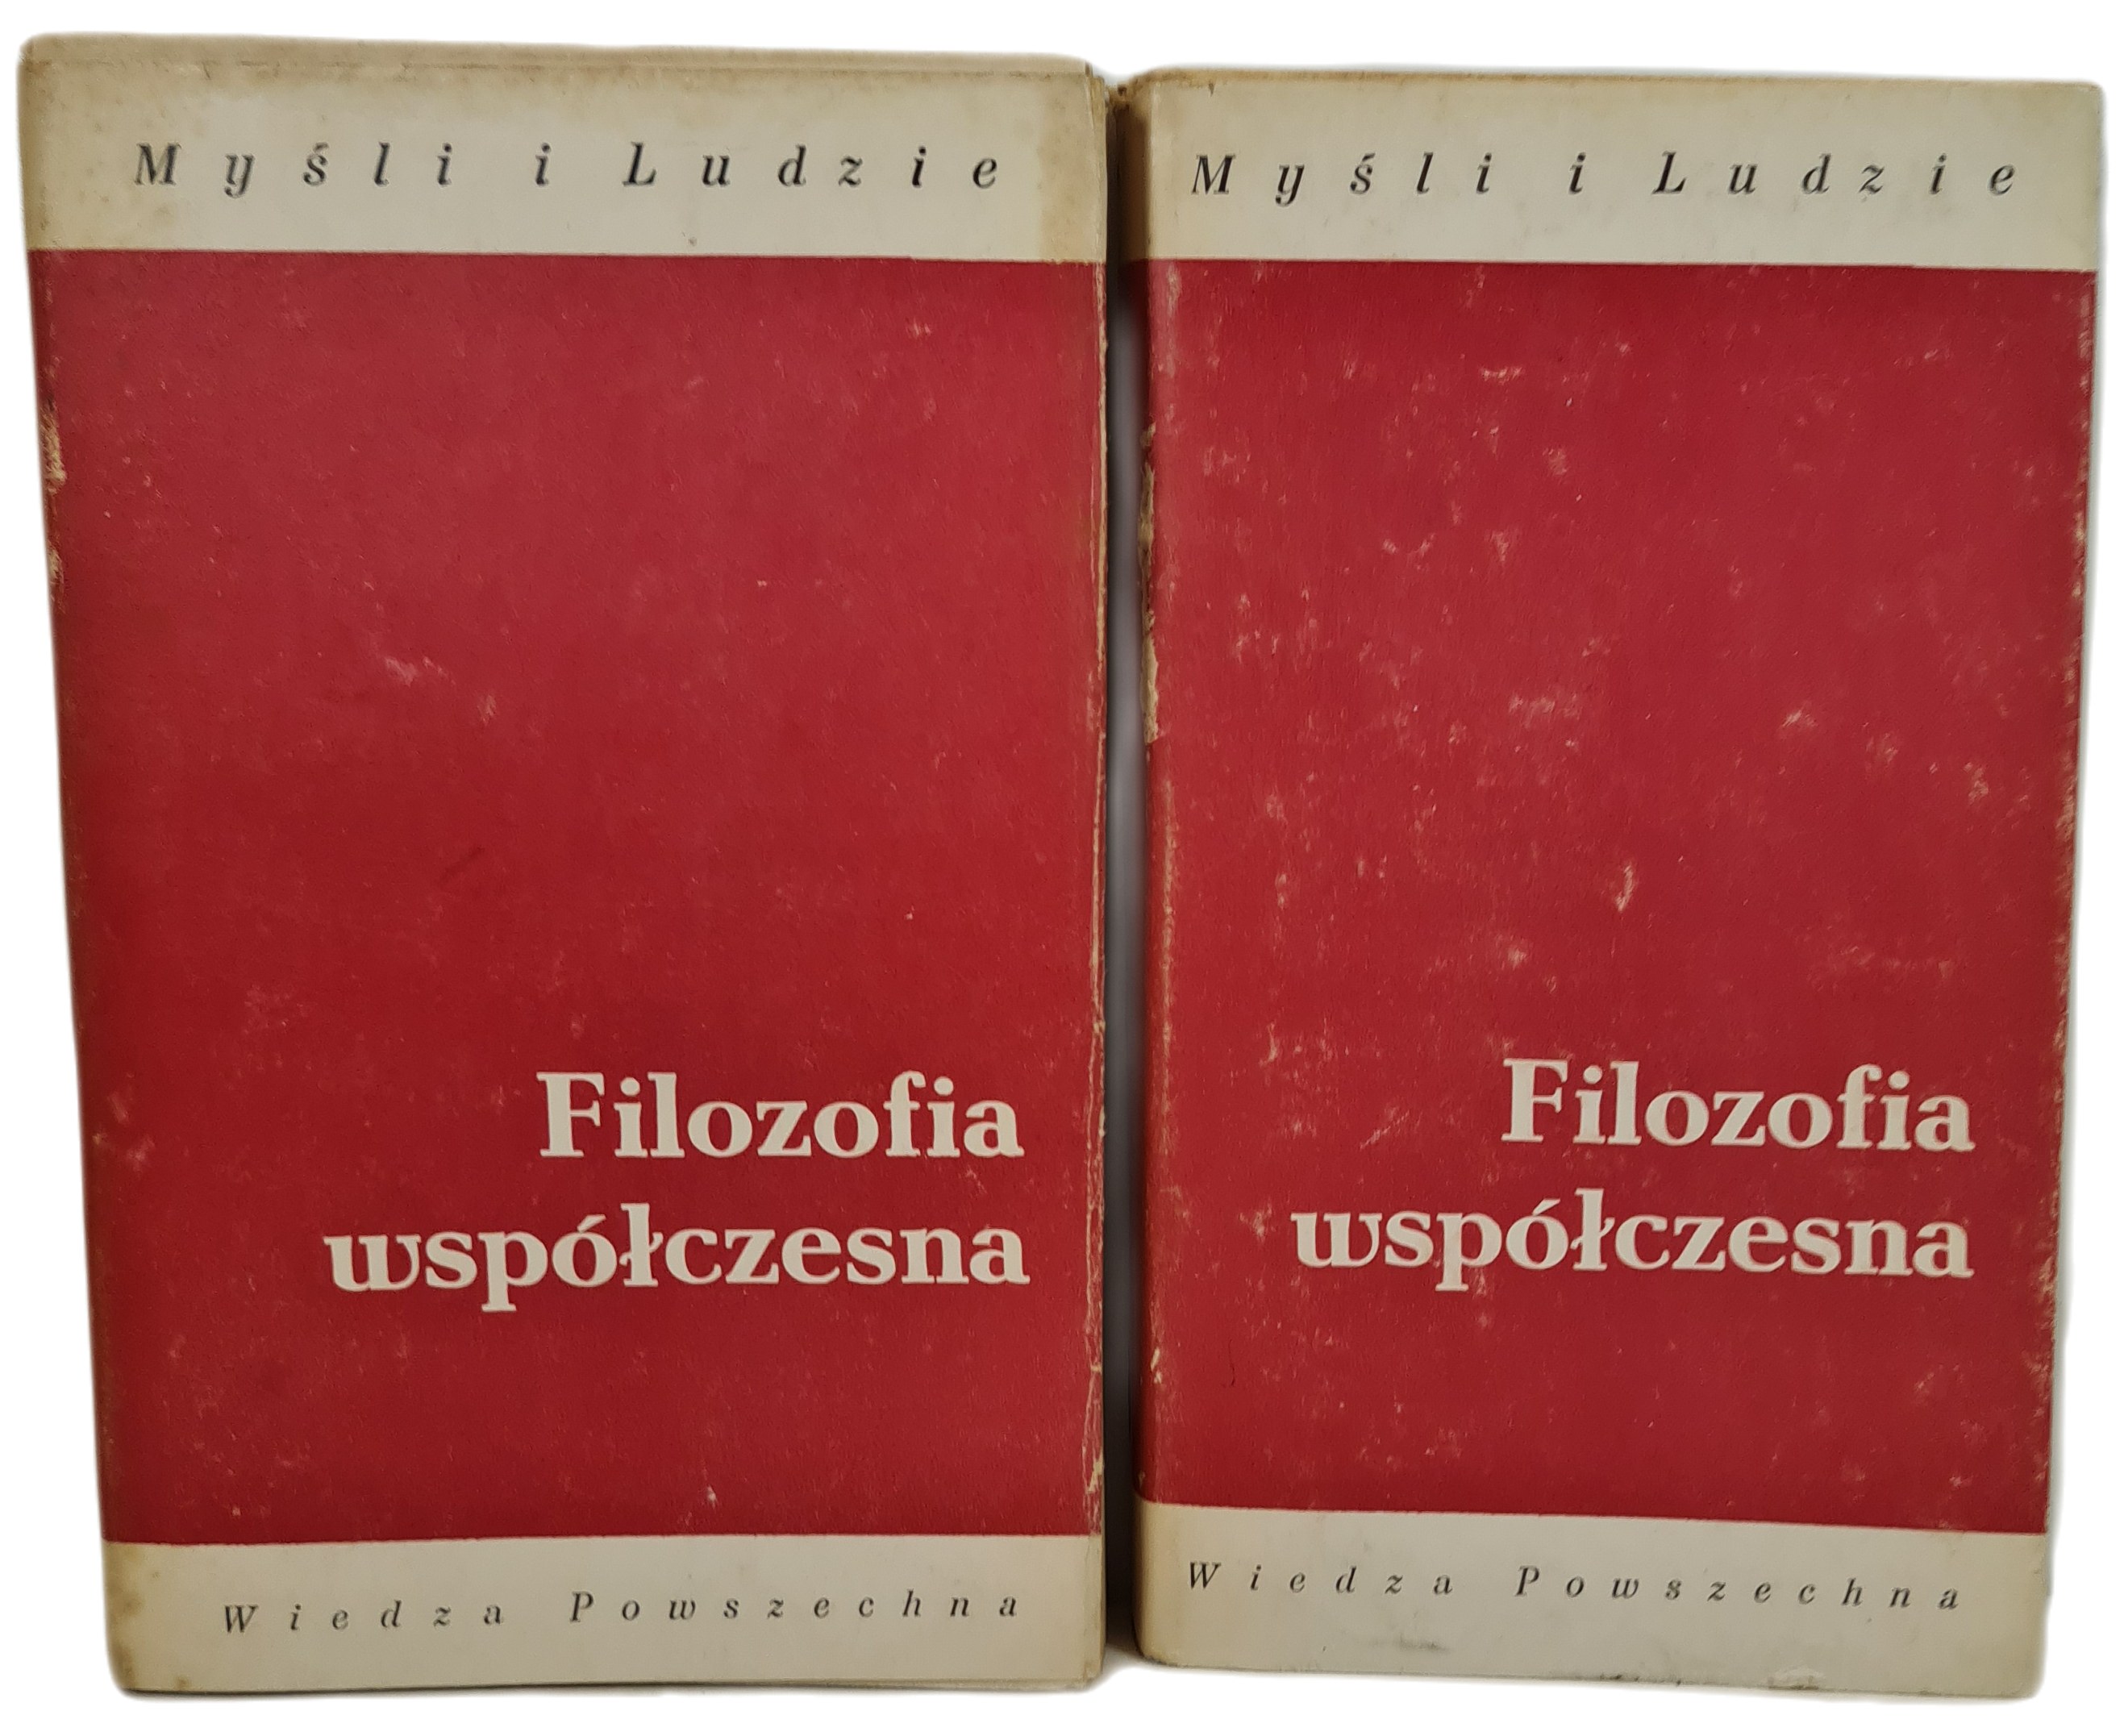 Myśli i Ludzie
Filozofia
współczesna
Wiedza Powszechna
Myśli i Ludzie
Filozofia
współczesna
Wiedza Powszechna